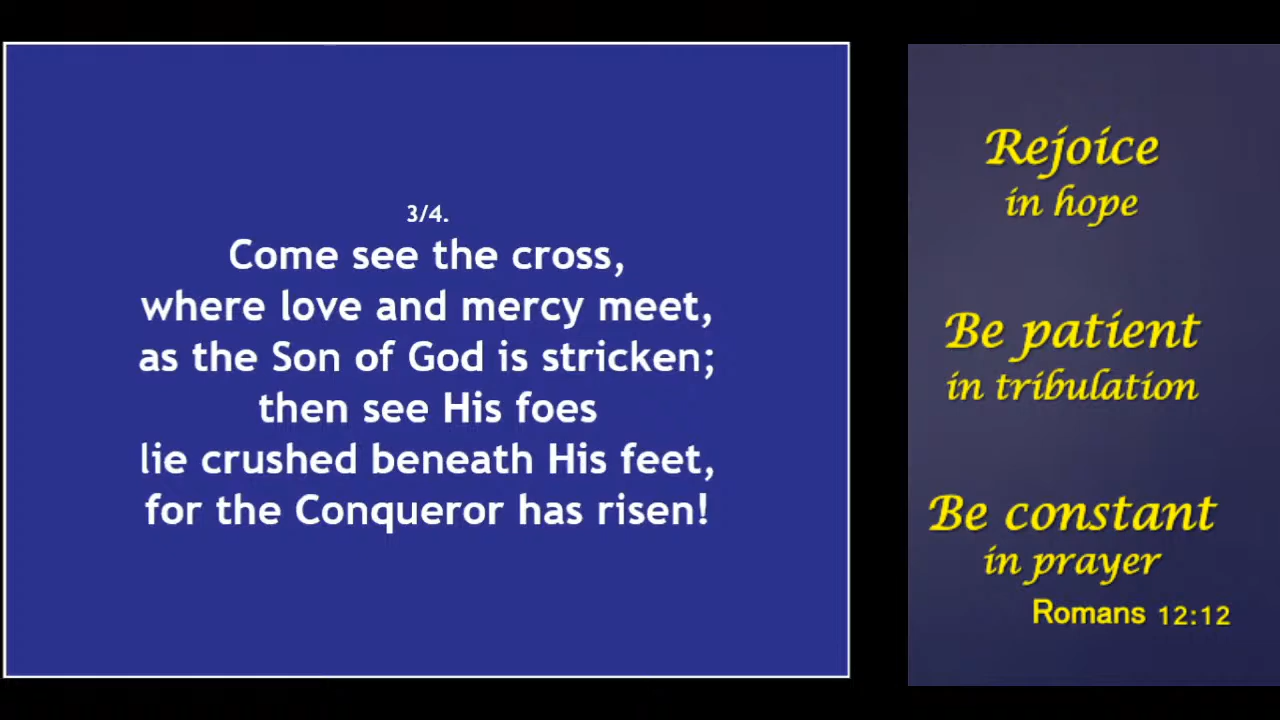 3/4.
Come see the cross,
where love and mercy meet,
as the Son of God is stricken;
then see His foes
lie crushed beneath His feet,
for the Conqueror has risen!
Rejoice
in hope
Be patient
in tribulation
Be constant
in prayer
Romans 12:12